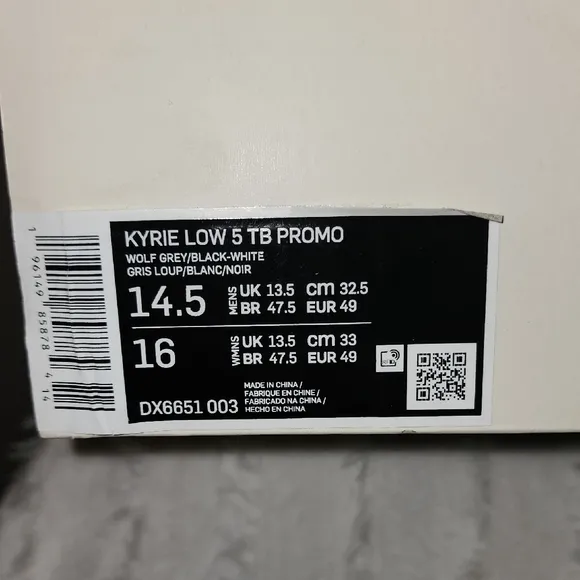 KYRIE LOW 5 TB PROMO
WOLF GREY/BLACK-WHITE
GRIS LOUP/BLANC/NOIR
14.5 MENS UK 13.5 CM 32.5
BR 47.5 EUR 49
16 WMNS UK 13.5 CM 33
BR 47.5 EUR 49
DX6651 003
MADE IN CHINA /
FABRIQUE EN CHINE /
FABRICADO NA CHINA /
HECHO EN CHINA
1 96149 85878 4 14